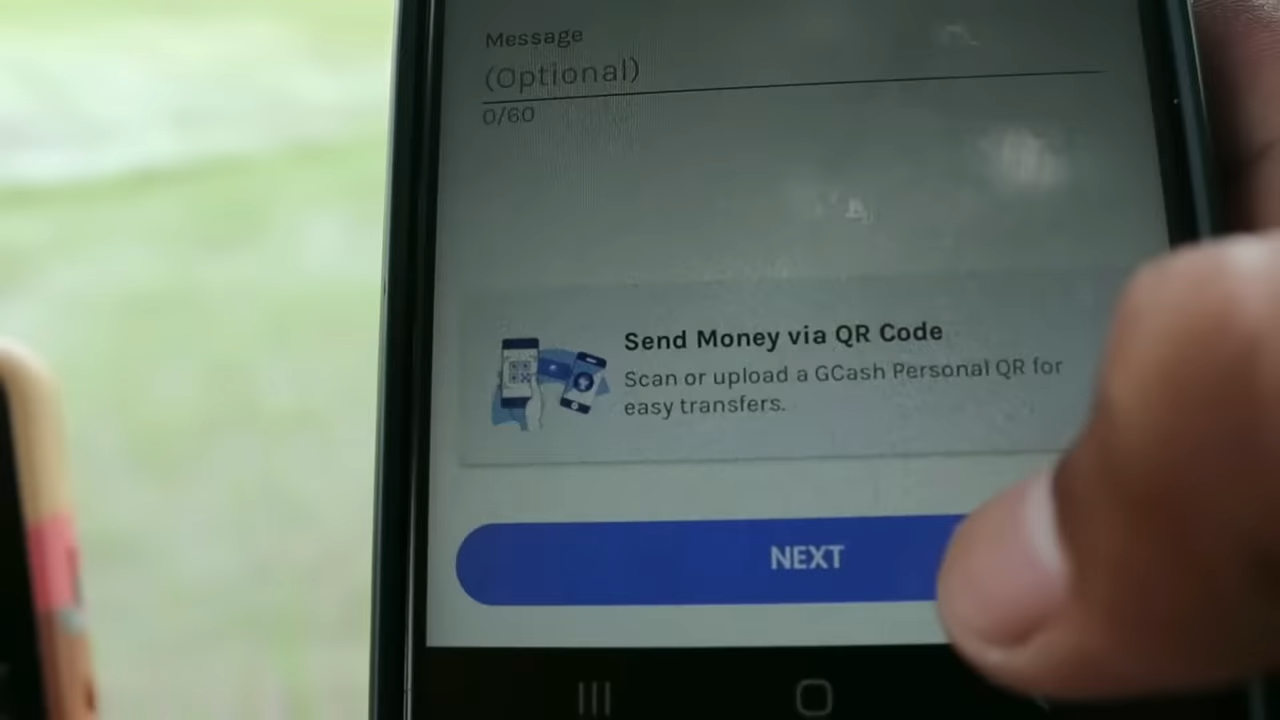 Message
(Optional)
0/60
Send Money via QR Code
Scan or upload a GCash Personal QR for
easy transfers.
NEXT